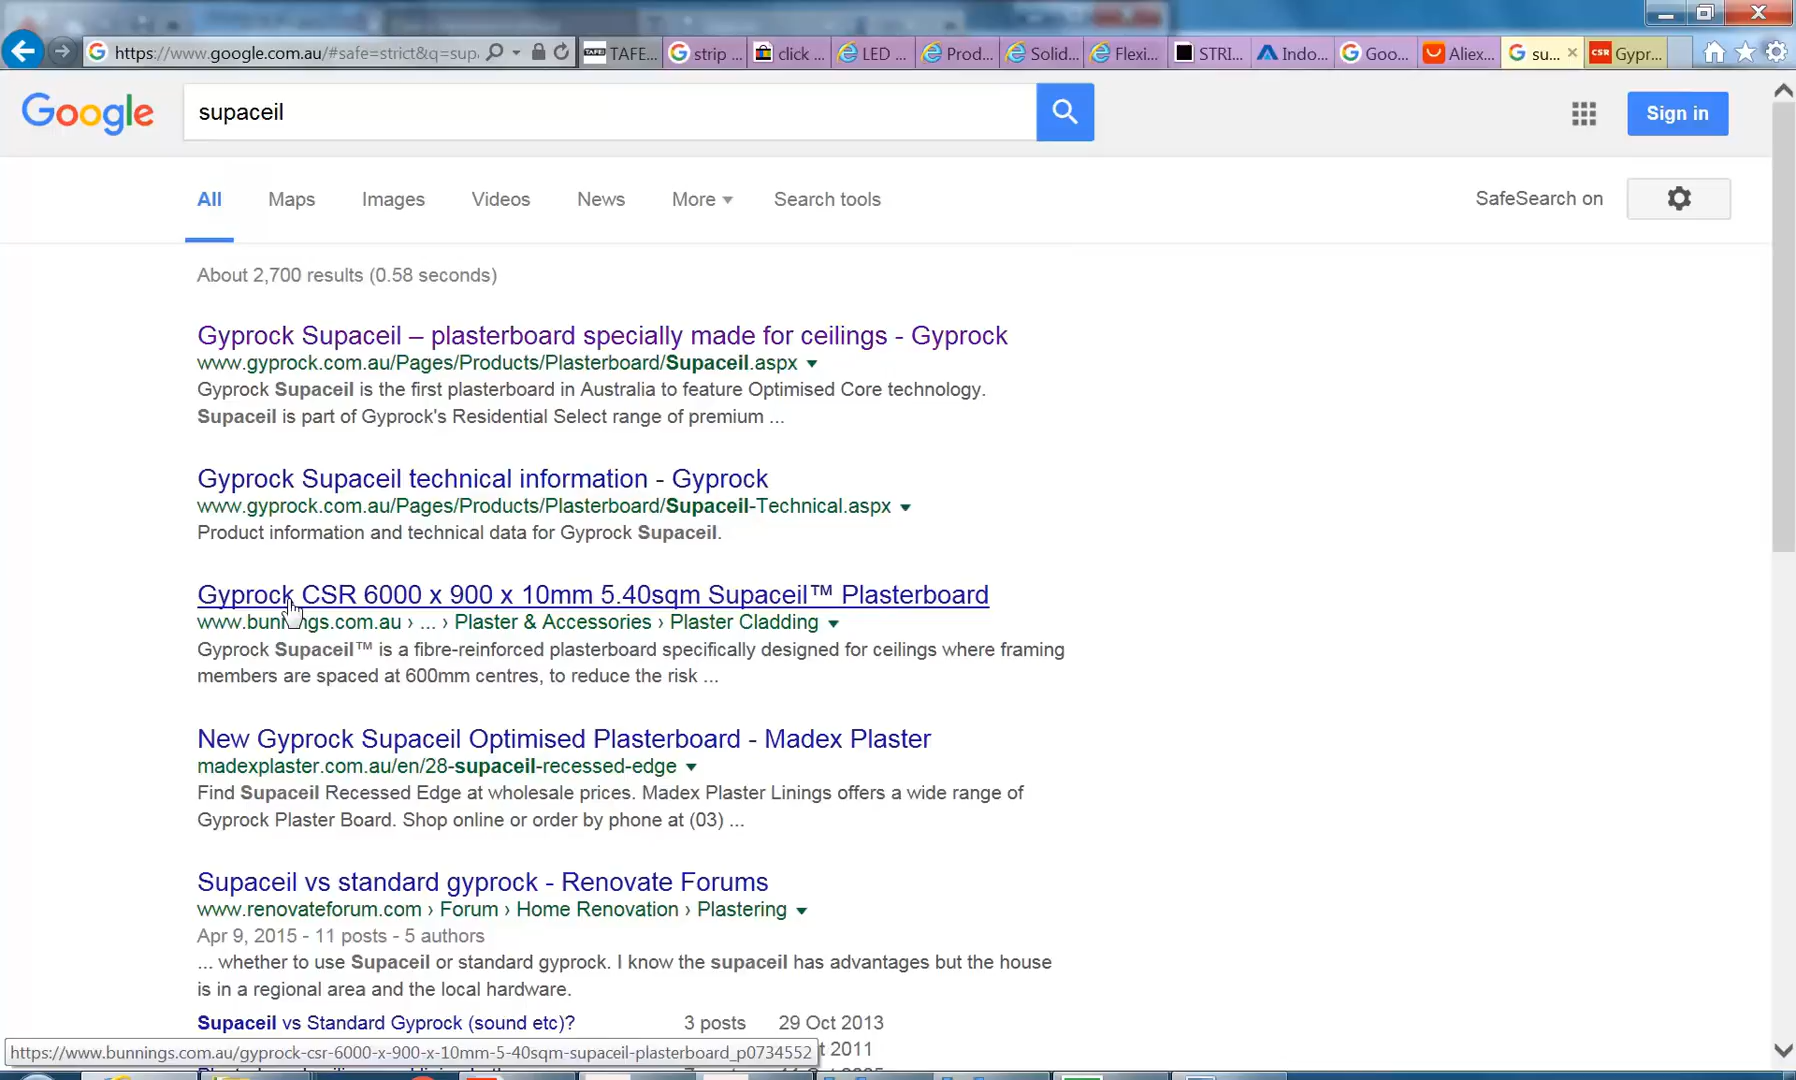 https://www.google.com.au/#safe=strict&q=sup.
TAFE...
strip ...
click ...
LED ...
Prod...
Solid...
Flexi...
STRI...
Indo...
Goo...
Aliex...
su...
CSR Gypr...
Google
supaceil
Sign in
All
Maps
Images
Videos
News
More
Search tools
SafeSearch on
About 2,700 results (0.58 seconds)
Gyprock Supaceil – plasterboard specially made for ceilings - Gyprock
www.gyprock.com.au/Pages/Products/Plasterboard/Supaceil.aspx
Gyprock Supaceil is the first plasterboard in Australia to feature Optimised Core technology.
Supaceil is part of Gyprock's Residential Select range of premium ...
Gyprock Supaceil technical information - Gyprock
www.gyprock.com.au/Pages/Products/Plasterboard/Supaceil-Technical.aspx
Product information and technical data for Gyprock Supaceil.
Gyprock CSR 6000 x 900 x 10mm 5.40sqm Supaceil™ Plasterboard
www.bunnings.com.au › ... › Plaster & Accessories › Plaster Cladding
Gyprock Supaceil™ is a fibre-reinforced plasterboard specifically designed for ceilings where framing
members are spaced at 600mm centres, to reduce the risk ...
New Gyprock Supaceil Optimised Plasterboard - Madex Plaster
madexplaster.com.au/en/28-supaceil-recessed-edge
Find Supaceil Recessed Edge at wholesale prices. Madex Plaster Linings offers a wide range of
Gyprock Plaster Board. Shop online or order by phone at (03) ...
Supaceil vs standard gyprock - Renovate Forums
www.renovateforum.com › Forum › Home Renovation › Plastering
Apr 9, 2015 - 11 posts - 5 authors
... whether to use Supaceil or standard gyprock. I know the supaceil has advantages but the house
is in a regional area and the local hardware.
Supaceil vs Standard Gyprock (sound etc)? 3 posts 29 Oct 2013
https://www.bunnings.com.au/gyprock-csr-6000-x-900-x-10mm-5-40sqm-supaceil-plasterboard_p0734552
t 2011